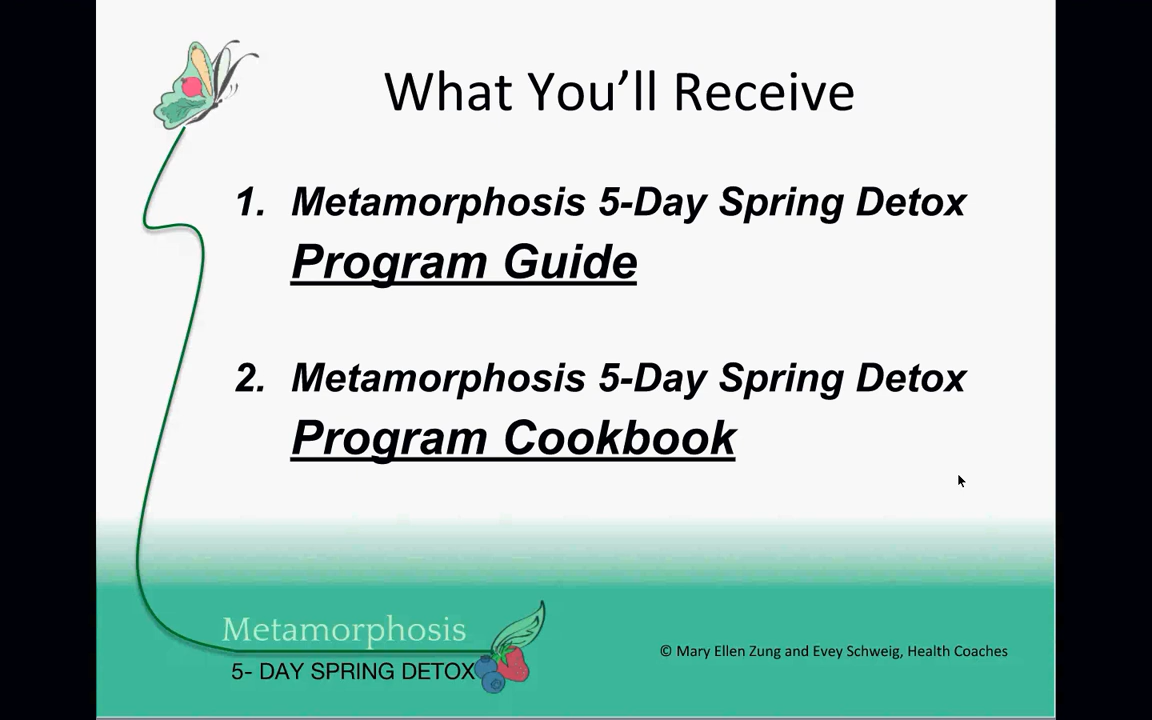 What You’ll Receive
1. Metamorphosis 5-Day Spring Detox
Program Guide
2. Metamorphosis 5-Day Spring Detox
Program Cookbook
Metamorphosis
5- DAY SPRING DETOX
© Mary Ellen Zung and Evey Schweig, Health Coaches